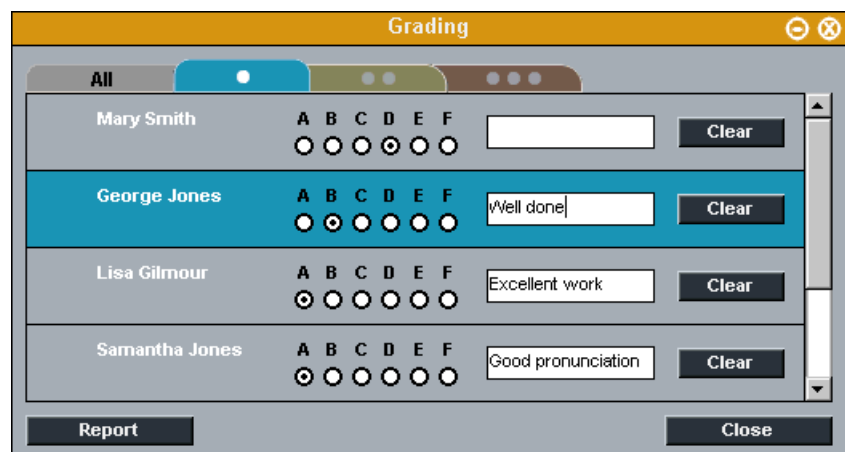 Grading
All
Mary Smith A B C D E F Clear
George Jones A B C D E F Well done Clear
Lisa Gilmour A B C D E F Excellent work Clear
Samantha Jones A B C D E F Good pronunciation Clear
Report Close